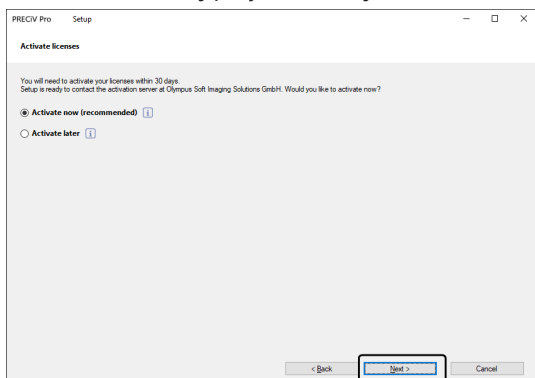 PRECiV Pro Setup
Activate licenses
You will need to activate your licenses within 30 days.
Setup is ready to contact the activation server at Olympus Soft Imaging Solutions GmbH. Would you like to activate now?
Activate now (recommended) i
Activate later i
< Back Next > Cancel